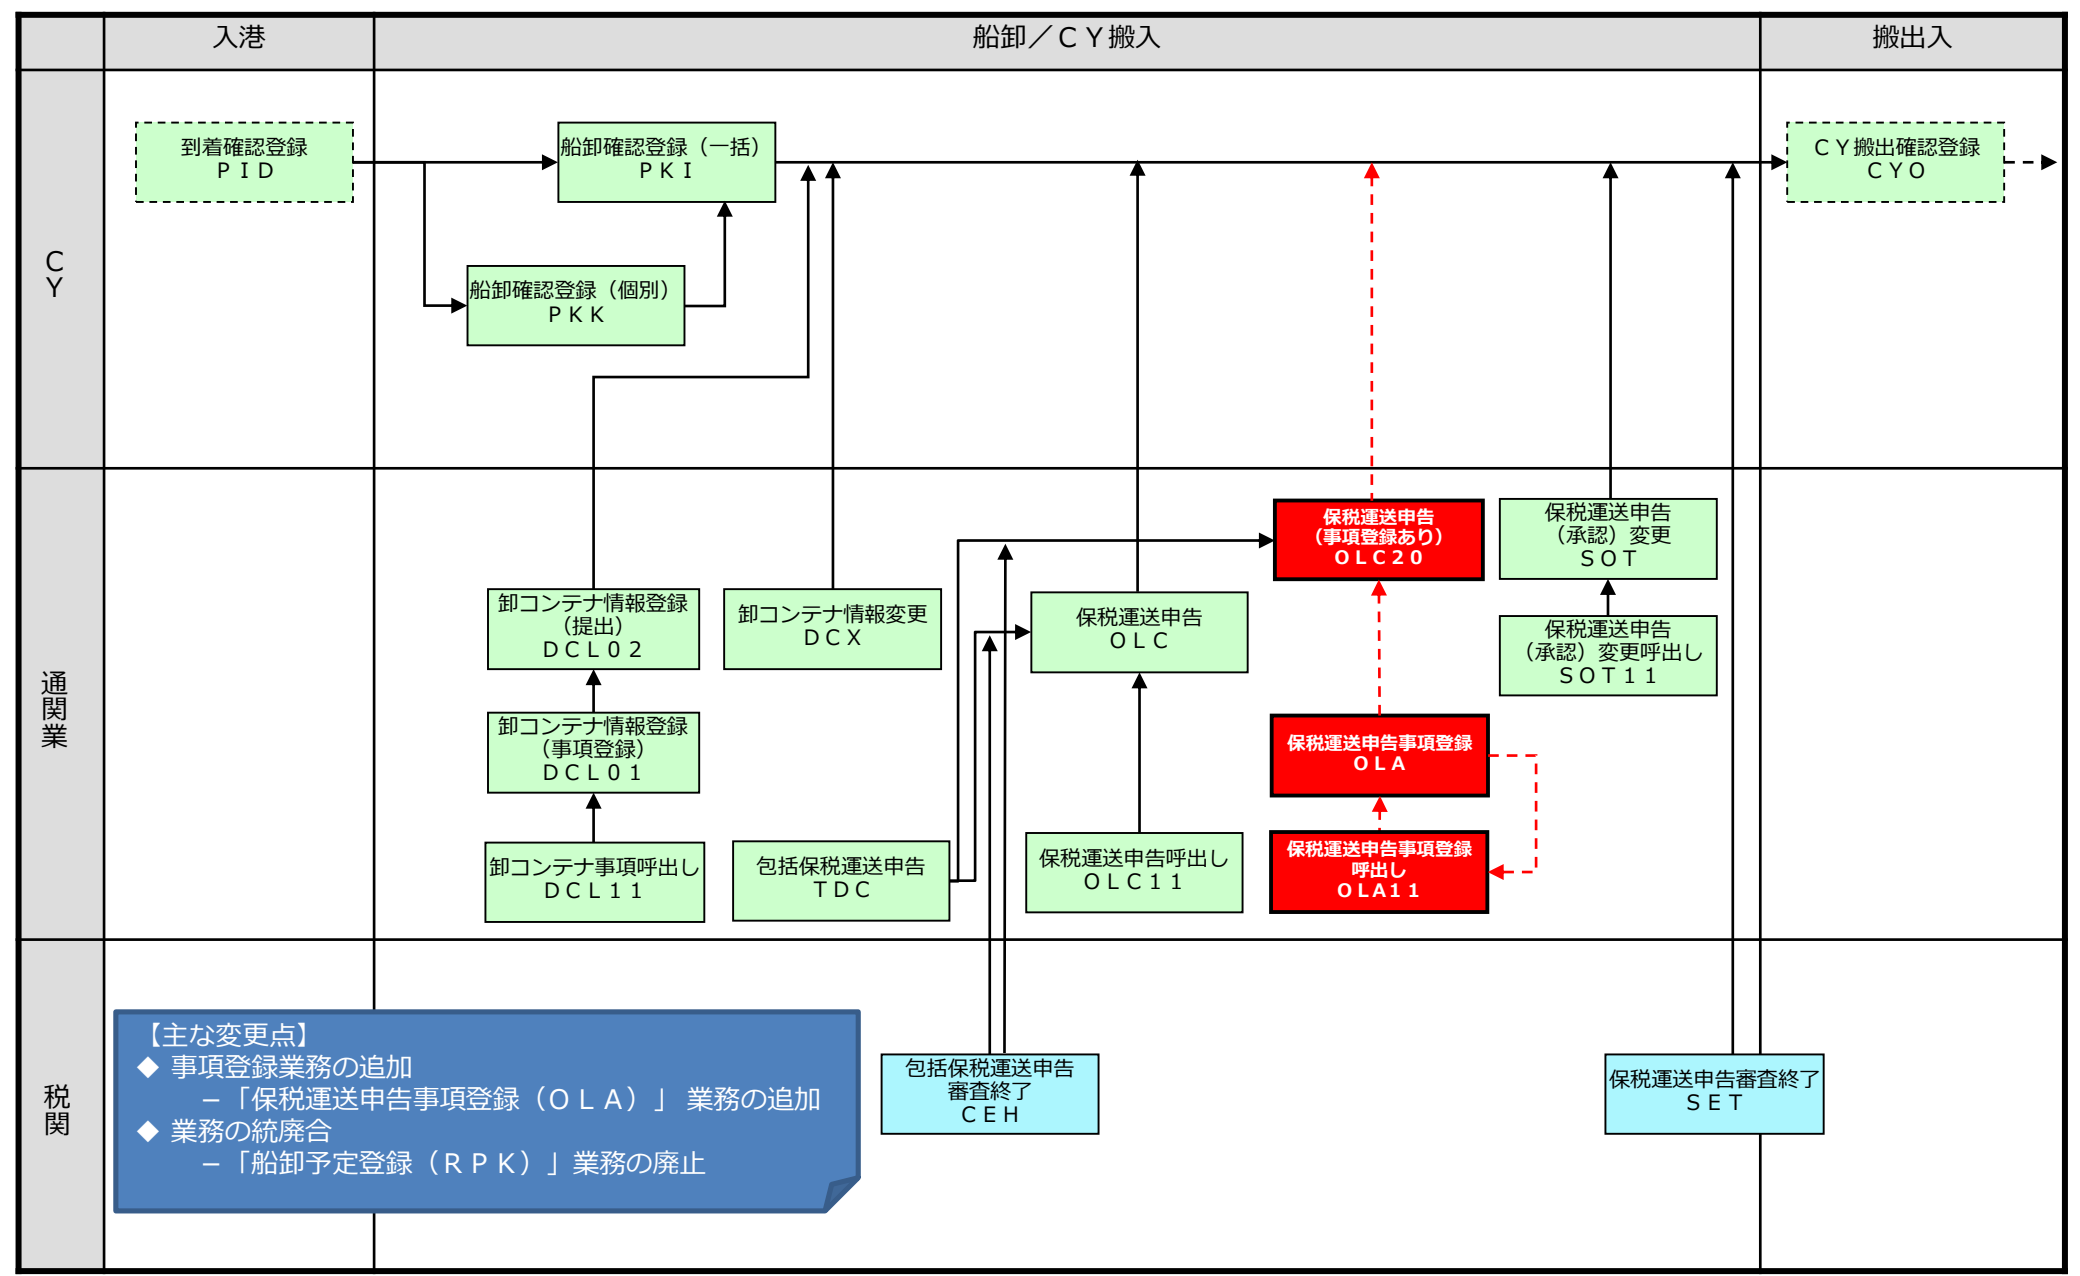 入港
船卸／ＣＹ搬入
搬出入
ＣＹ
到着確認登録
ＰＩＤ
船卸確認登録（一括）
ＰＫＩ
ＣＹ搬出確認登録
ＣＹＯ
船卸確認登録（個別）
ＰＫＫ
通関業
保税運送申告
（事項登録あり）
ＯＬＣ２０
保税運送申告
（承認）変更
ＳＯＴ
卸コンテナ情報登録
（提出）
ＤＣＬ０２
卸コンテナ情報変更
ＤＣＸ
保税運送申告
ＯＬＣ
保税運送申告
（承認）変更呼出し
ＳＯＴ１１
卸コンテナ情報登録
（事項登録）
ＤＣＬ０１
保税運送申告事項登録
ＯＬＡ
卸コンテナ事項呼出し
ＤＣＬ１１
包括保税運送申告
ＴＤＣ
保税運送申告呼出し
ＯＬＣ１１
保税運送申告事項登録
呼出し
ＯＬＡ１１
税関
【主な変更点】
◆ 事項登録業務の追加
－「保税運送申告事項登録（ＯＬＡ）」 業務の追加
◆ 業務の統廃合
－「船卸予定登録（ＲＰＫ）」業務の廃止
包括保税運送申告
審査終了
ＣＥＨ
保税運送申告審査終了
ＳＥＴ